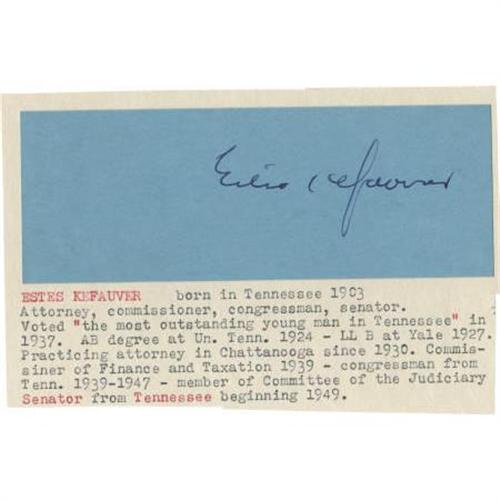 Estes Kefauver
ESTES KEFAUVER born in Tennessee 1903
Attorney, commissioner, congressman, senator.
Voted "the most outstanding young man in Tennessee" in
1937. AB degree at Un. Tenn. 1924 - LL B at Yale 1927.
Practicing attorney in Chattanooga since 1930. Commis-
siner of Finance and Taxation 1939 - congressman from
Tenn. 1939-1947 - member of Committee of the Judiciary
Senator from Tennessee beginning 1949.